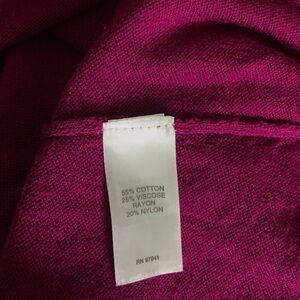 55% COTTON
25% VISCOSE
RAYON
20% NYLON
RN 97941